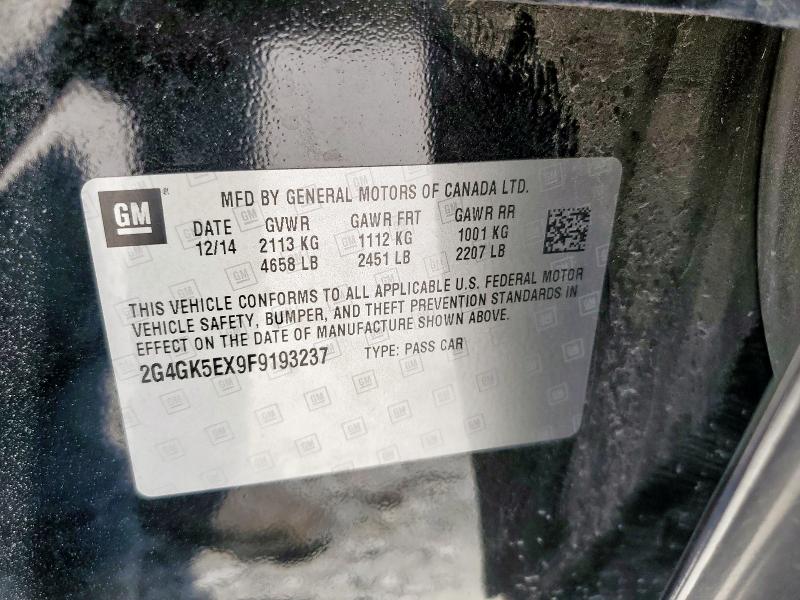 GM
MFD BY GENERAL MOTORS OF CANADA LTD.
DATE GVWR GAWR FRT GAWR RR
12/14 2113 KG 1112 KG 1001 KG
4658 LB 2451 LB 2207 LB
THIS VEHICLE CONFORMS TO ALL APPLICABLE U.S. FEDERAL MOTOR
VEHICLE SAFETY, BUMPER, AND THEFT PREVENTION STANDARDS IN
EFFECT ON THE DATE OF MANUFACTURE SHOWN ABOVE.
2G4GK5EX9F9193237 TYPE: PASS CAR